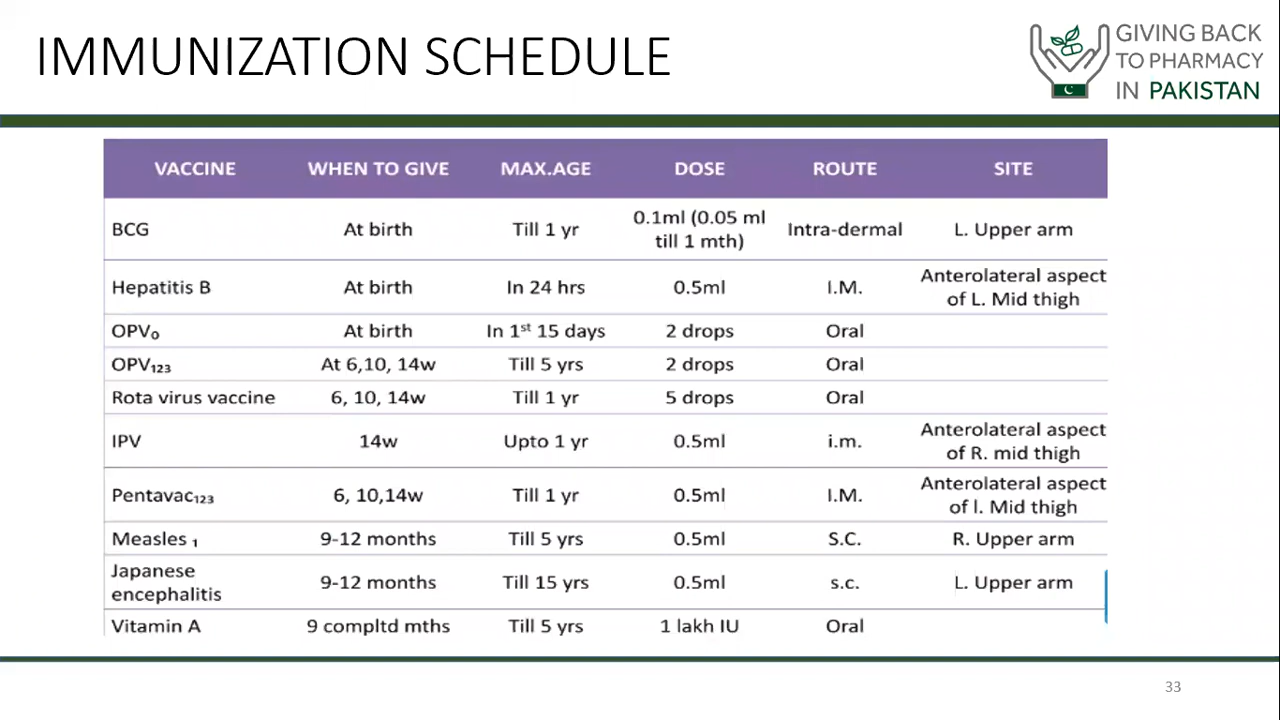 IMMUNIZATION SCHEDULE
GIVING BACK
TO PHARMACY
IN PAKISTAN
VACCINE WHEN TO GIVE MAX.AGE DOSE ROUTE SITE
BCG At birth Till 1 yr 0.1ml (0.05 ml till 1 mth) Intra-dermal L. Upper arm
Hepatitis B At birth In 24 hrs 0.5ml I.M. Anterolateral aspect of L. Mid thigh
OPV₀ At birth In 1ˢᵗ 15 days 2 drops Oral
OPV₁₂₃ At 6,10, 14w Till 5 yrs 2 drops Oral
Rota virus vaccine 6, 10, 14w Till 1 yr 5 drops Oral
IPV 14w Upto 1 yr 0.5ml i.m. Anterolateral aspect of R. mid thigh
Pentavac₁₂₃ 6, 10,14w Till 1 yr 0.5ml I.M. Anterolateral aspect of l. Mid thigh
Measles ₁ 9-12 months Till 5 yrs 0.5ml S.C. R. Upper arm
Japanese encephalitis 9-12 months Till 15 yrs 0.5ml s.c. L. Upper arm
Vitamin A 9 compltd mths Till 5 yrs 1 lakh IU Oral
33